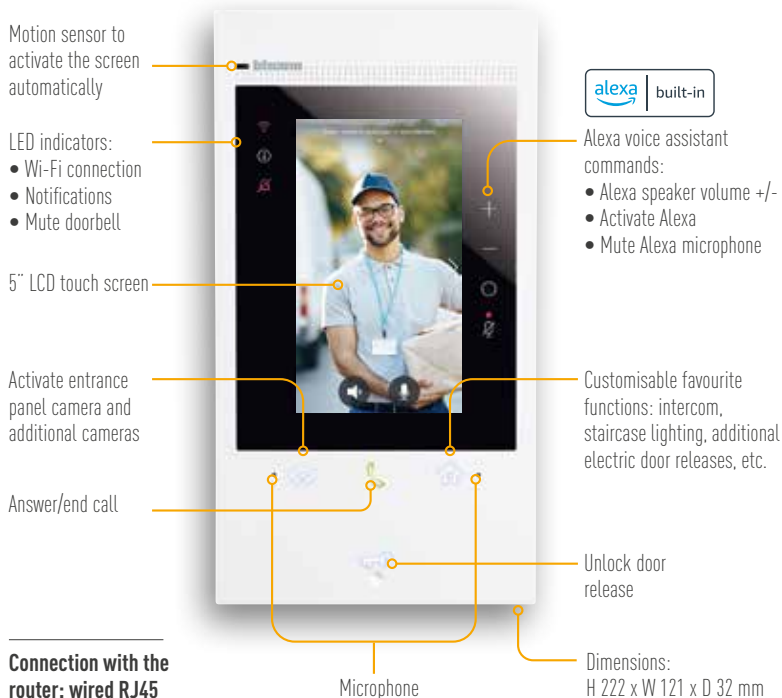 Motion sensor to
activate the screen
automatically
LED indicators:
• Wi-Fi connection
• Notifications
• Mute doorbell
5¨ LCD touch screen
Activate entrance
panel camera and
additional cameras
Answer/end call
Connection with the
router: wired RJ45
alexa built-in
Alexa voice assistant
commands:
• Alexa speaker volume +/-
• Activate Alexa
• Mute Alexa microphone
Customisable favourite
functions: intercom,
staircase lighting, additional
electric door releases, etc.
Unlock door
release
Microphone
Dimensions:
H 222 x W 121 x D 32 mm